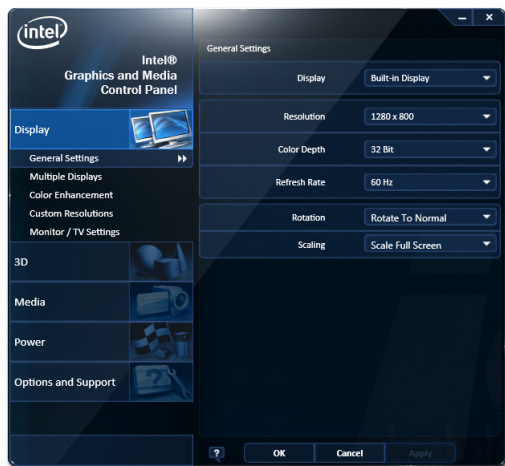 intel
Intel®
Graphics and Media
Control Panel
Display
General Settings
Multiple Displays
Color Enhancement
Custom Resolutions
Monitor / TV Settings
3D
Media
Power
Options and Support
General Settings
Display Built-in Display
Resolution 1280 x 800
Color Depth 32 Bit
Refresh Rate 60 Hz
Rotation Rotate To Normal
Scaling Scale Full Screen
? OK Cancel Apply